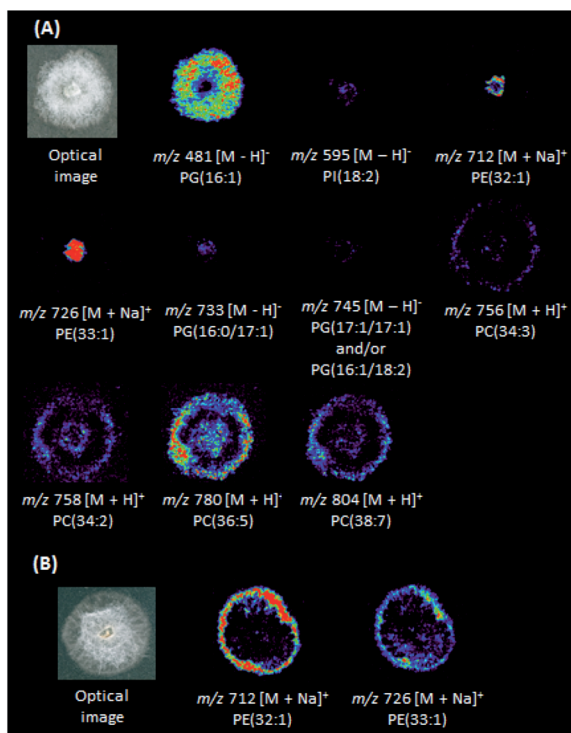 (A)
Optical image
m/z 481 [M - H]⁻
PG(16:1)
m/z 595 [M – H]⁻
PI(18:2)
m/z 712 [M + Na]⁺
PE(32:1)
m/z 726 [M + Na]⁺
PE(33:1)
m/z 733 [M - H]⁻
PG(16:0/17:1)
m/z 745 [M – H]⁻
PG(17:1/17:1)
and/or
PG(16:1/18:2)
m/z 756 [M + H]⁺
PC(34:3)
m/z 758 [M + H]⁺
PC(34:2)
m/z 780 [M + H]⁺
PC(36:5)
m/z 804 [M + H]⁺
PC(38:7)
(B)
Optical
image
m/z 712 [M + Na]⁺
PE(32:1)
m/z 726 [M + Na]⁺
PE(33:1)